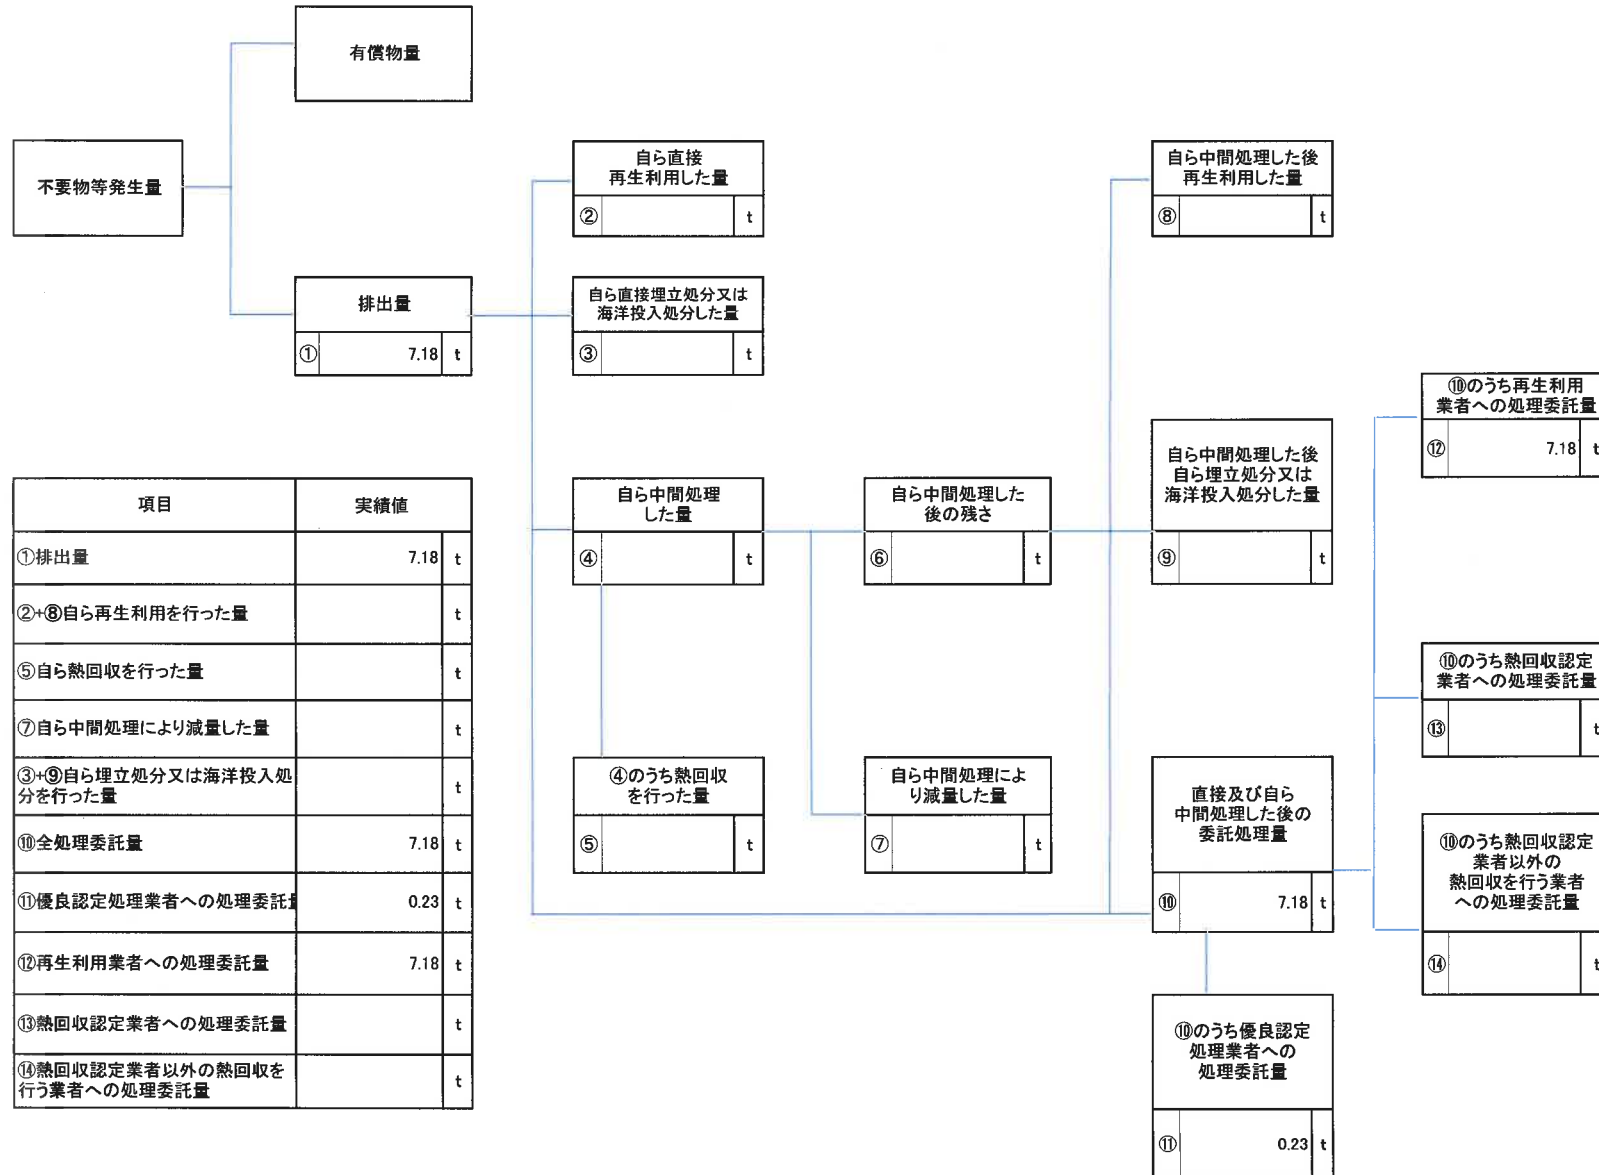 有償物量
不要物等発生量
排出量
① 7.18 t
自ら直接
再生利用した量
② t
自ら直接埋立処分又は
海洋投入処分した量
③ t
自ら中間処理
した量
④ t
④のうち熱回収
を行った量
⑤ t
自ら中間処理した
後の残さ
⑥ t
自ら中間処理によ
り減量した量
⑦ t
自ら中間処理した後
再生利用した量
⑧ t
自ら中間処理した後
自ら埋立処分又は
海洋投入処分した量
⑨ t
直接及び自ら
中間処理した後の
委託処理量
⑩ 7.18 t
⑩のうち優良認定
処理業者への
処理委託量
⑪ 0.23 t
⑩のうち再生利用
業者への処理委託量
⑫ 7.18 t
⑩のうち熱回収認定
業者への処理委託量
⑬ t
⑩のうち熱回収認定
業者以外の
熱回収を行う業者
への処理委託量
⑭ t
項目 実績値
①排出量 7.18 t
②+⑧自ら再生利用を行った量 t
⑤自ら熱回収を行った量 t
⑦自ら中間処理により減量した量 t
③+⑨自ら埋立処分又は海洋投入処
分を行った量 t
⑩全処理委託量 7.18 t
⑪優良認定処理業者への処理委託量 0.23 t
⑫再生利用業者への処理委託量 7.18 t
⑬熱回収認定業者への処理委託量 t
⑭熱回収認定業者以外の熱回収を
行う業者への処理委託量 t